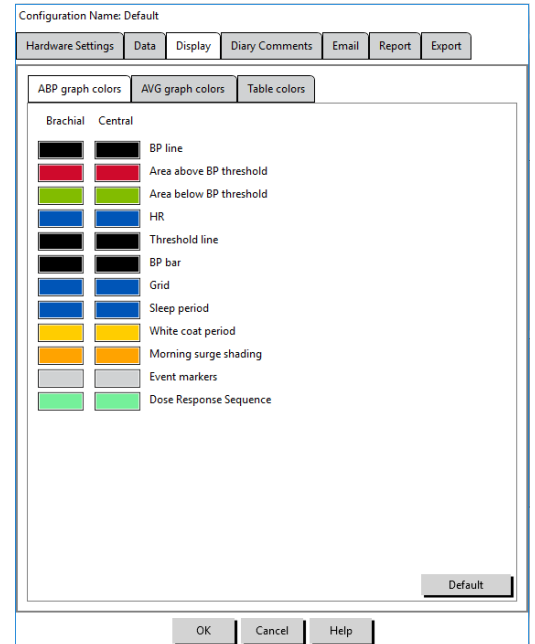 Configuration Name: Default
Hardware Settings Data Display Diary Comments Email Report Export
ABP graph colors AVG graph colors Table colors
Brachial Central
BP line
Area above BP threshold
Area below BP threshold
HR
Threshold line
BP bar
Grid
Sleep period
White coat period
Morning surge shading
Event markers
Dose Response Sequence
Default
OK Cancel Help